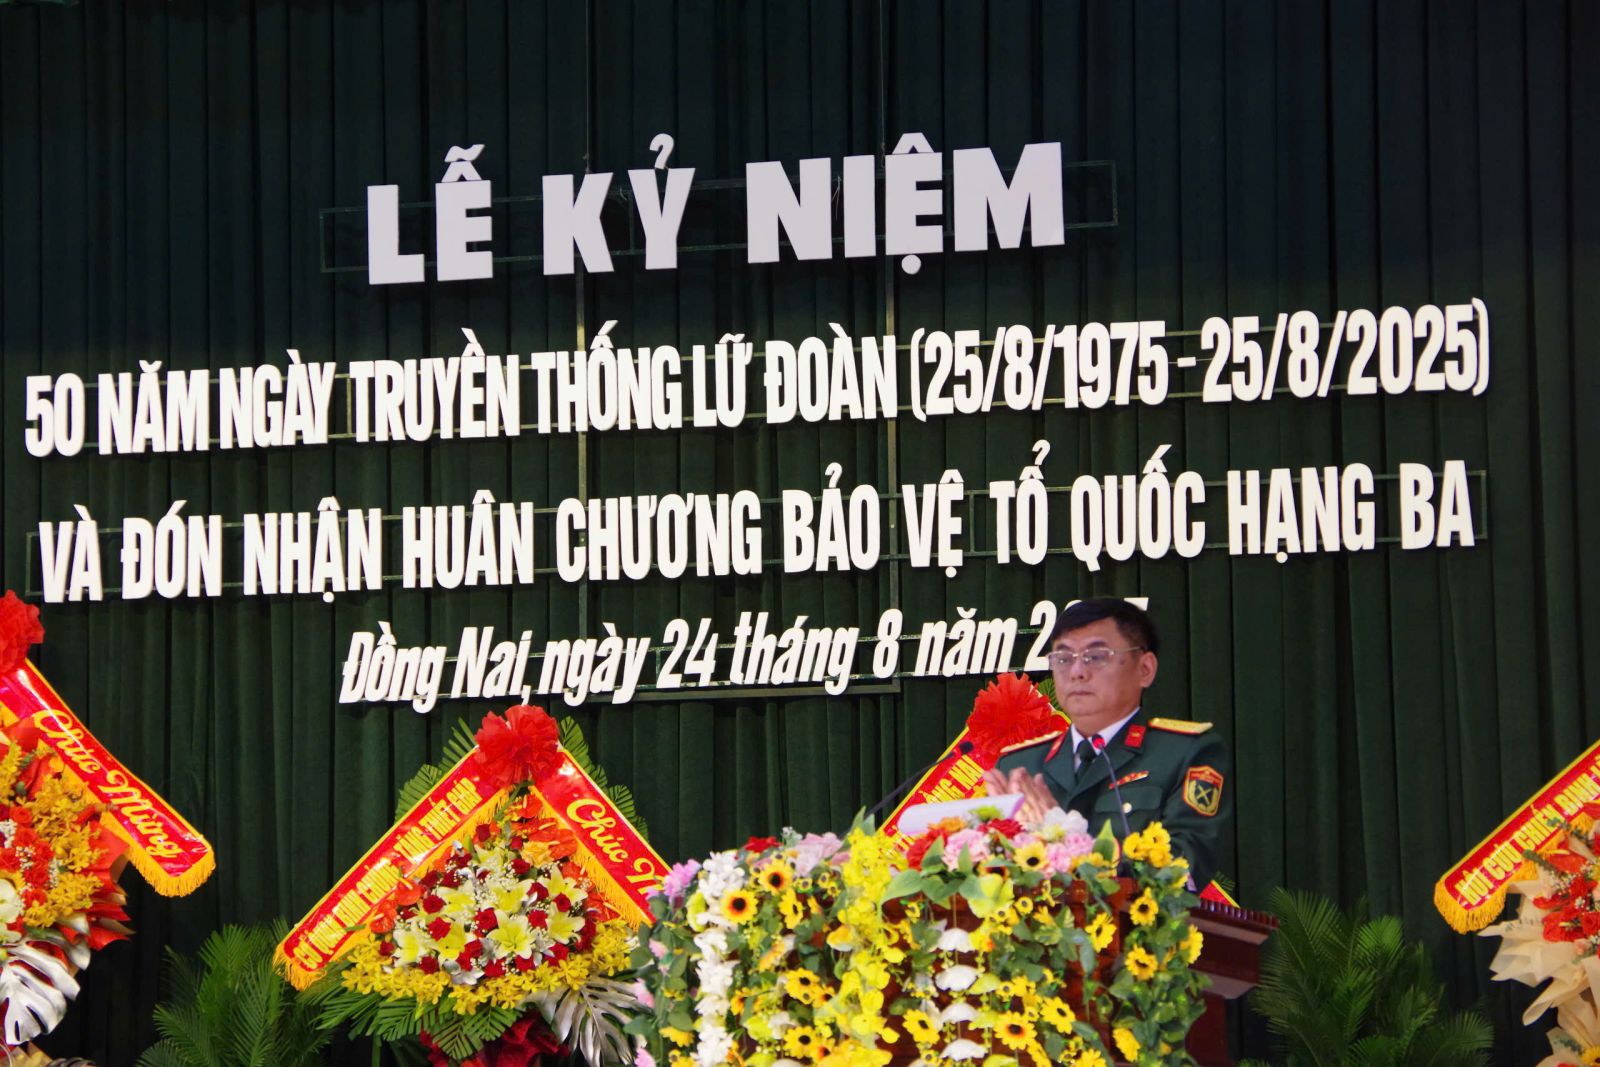 LỄ KỶ NIỆM
50 NĂM NGÀY TRUYỀN THỐNG LỮ ĐOÀN (25/8/1975 - 25/8/2025)
VÀ ĐÓN NHẬN HUÂN CHƯƠNG BẢO VỆ TỔ QUỐC HẠNG BA
Đồng Nai, ngày 24 tháng 8 năm
Chúc Mừng
Chúc